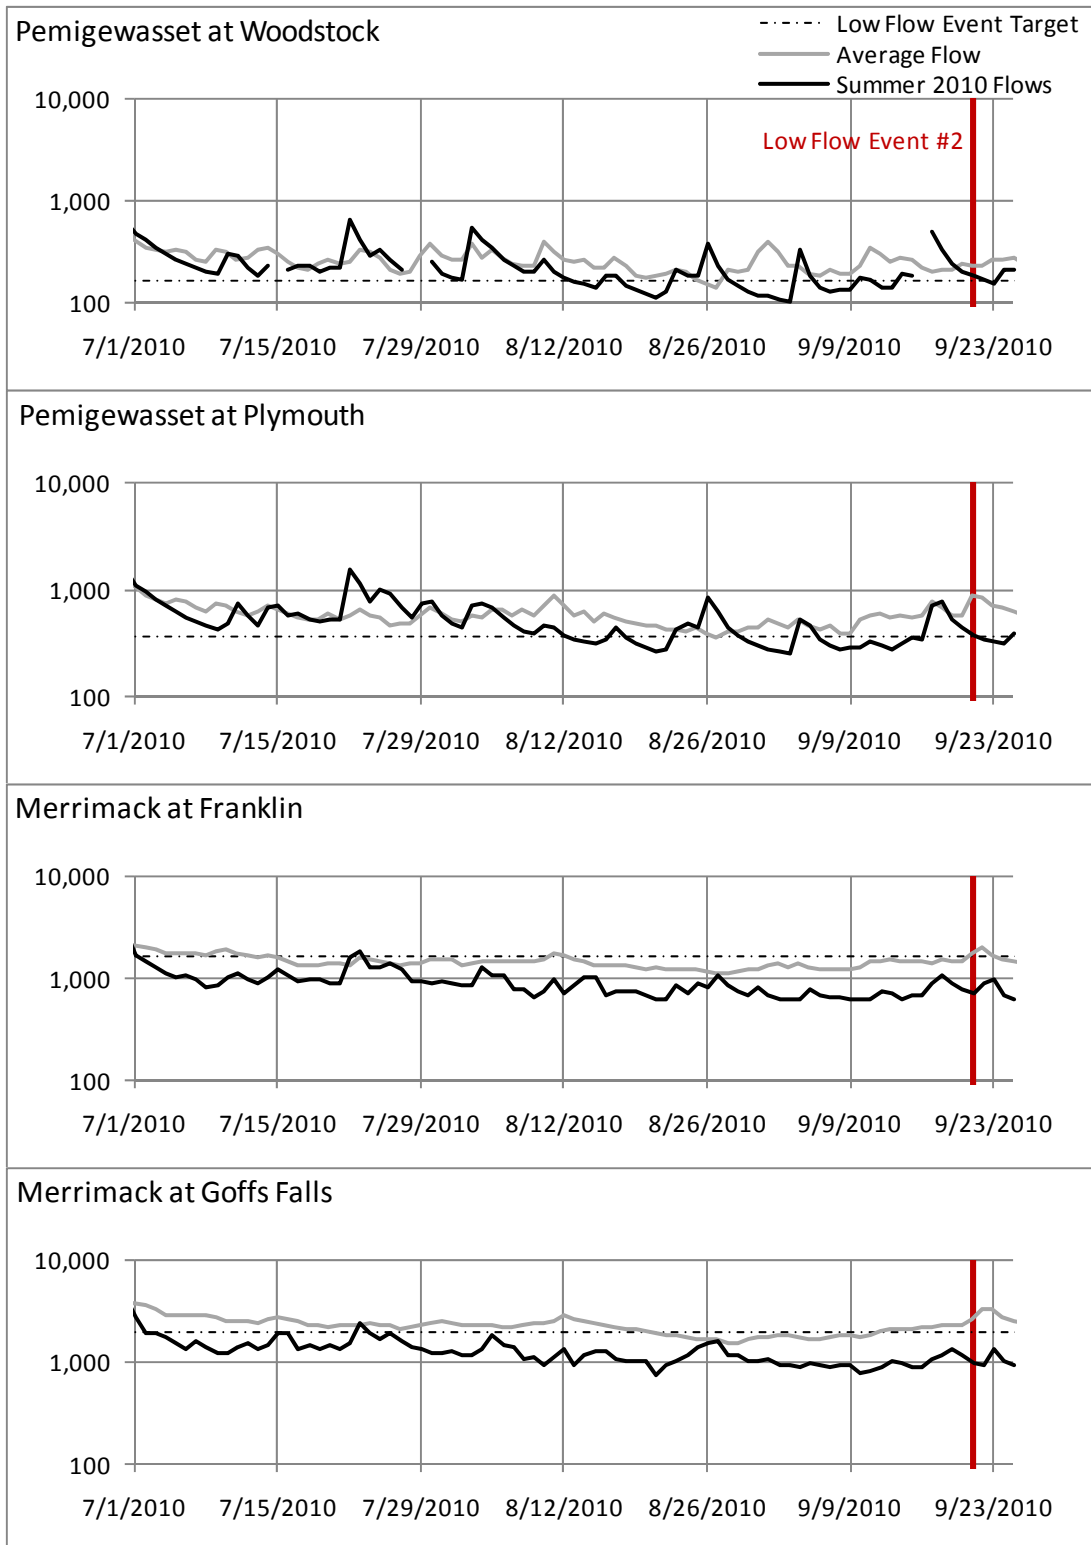 Pemigewasset at Woodstock
Low Flow Event Target
Average Flow
Summer 2010 Flows
Low Flow Event #2
10,000
1,000
100
7/1/2010 7/15/2010 7/29/2010 8/12/2010 8/26/2010 9/9/2010 9/23/2010
Pemigewasset at Plymouth
10,000
1,000
100
7/1/2010 7/15/2010 7/29/2010 8/12/2010 8/26/2010 9/9/2010 9/23/2010
Merrimack at Franklin
10,000
1,000
100
7/1/2010 7/15/2010 7/29/2010 8/12/2010 8/26/2010 9/9/2010 9/23/2010
Merrimack at Goffs Falls
10,000
1,000
100
7/1/2010 7/15/2010 7/29/2010 8/12/2010 8/26/2010 9/9/2010 9/23/2010